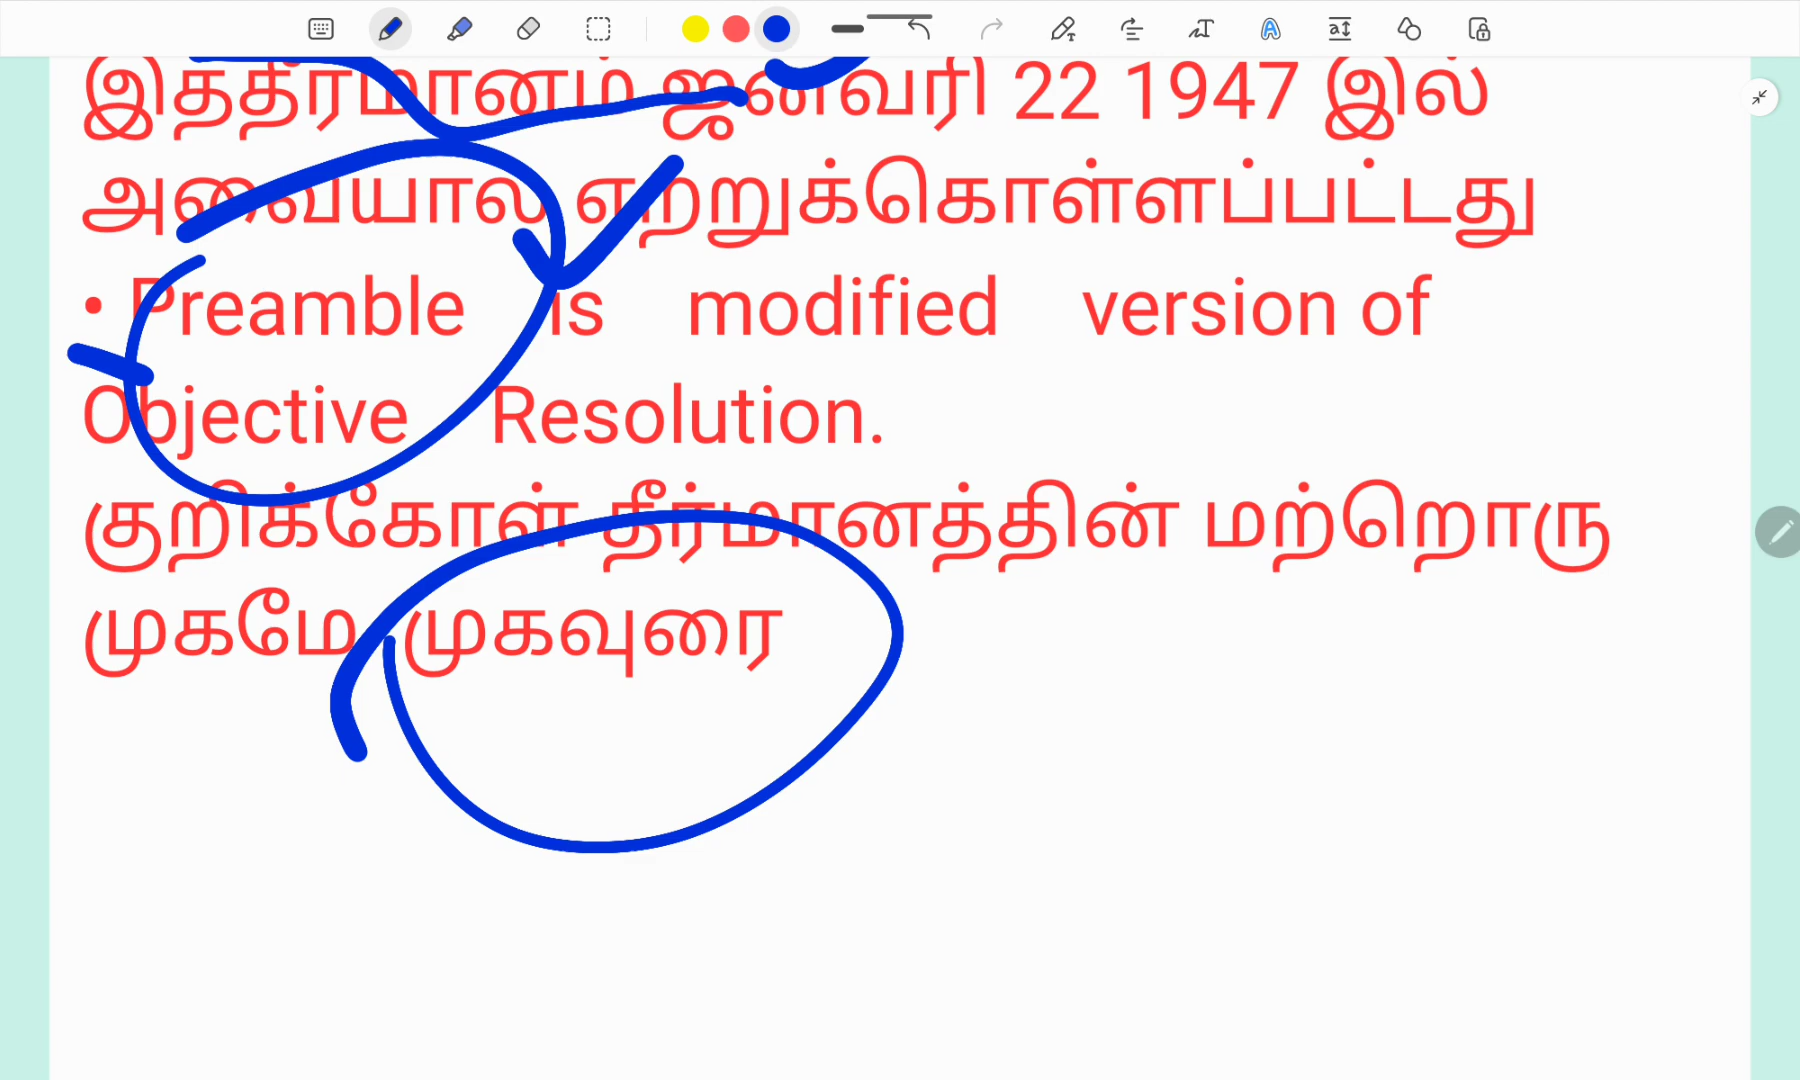 இத்தீர்மானம் ஜனவரி 22 1947 இல்
அவையால் ஏற்றுக்கொள்ளப்பட்டது
• Preamble is modified version of
Objective Resolution.
குறிக்கோள் தீர்மானத்தின் மற்றொரு
முகமே முகவுரை